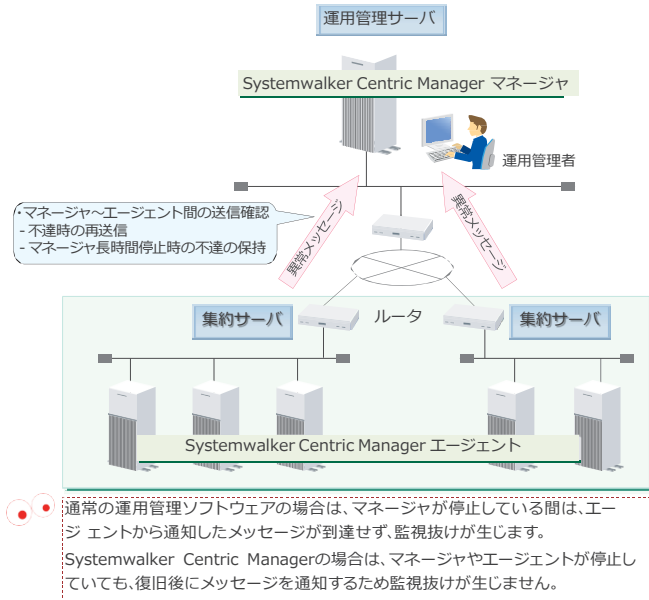 運用管理サーバ
Systemwalker Centric Manager マネージャ
運用管理者
・マネージャ~エージェント間の送信確認
- 不達時の再送信
- マネージャ長時間停止時の不達の保持
異常メッセージ
異常メッセージ
集約サーバ
ルータ
集約サーバ
Systemwalker Centric Manager エージェント
通常の運用管理ソフトウェアの場合は、マネージャが停止している間は、エー
ジ ェントから通知したメッセージが到達せず、監視抜けが生じます。
Systemwalker Centric Managerの場合は、マネージャやエージェントが停止し
ていても、復旧後にメッセージを通知するため監視抜けが生じません。